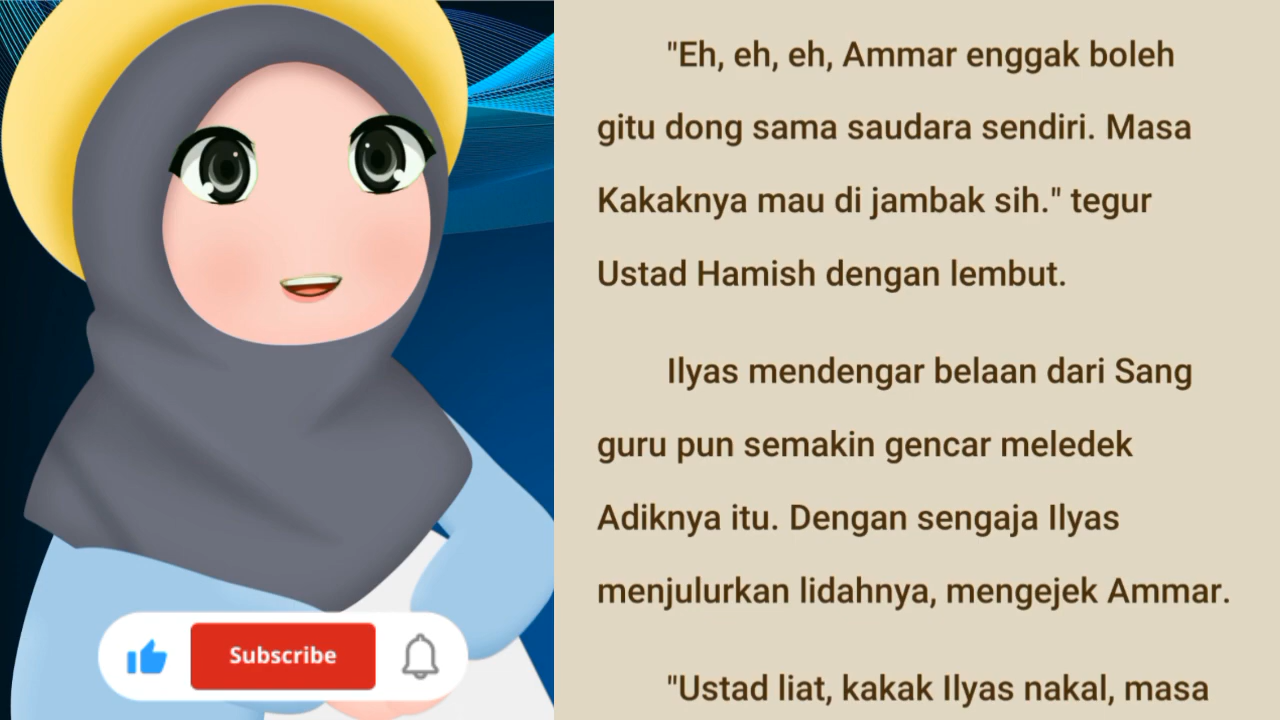 "Eh, eh, eh, Ammar enggak boleh
gitu dong sama saudara sendiri. Masa
Kakaknya mau di jambak sih." tegur
Ustad Hamish dengan lembut.
Ilyas mendengar belaan dari Sang
guru pun semakin gencar meledek
Adiknya itu. Dengan sengaja Ilyas
menjulurkan lidahnya, mengejek Ammar.
"Ustad liat, kakak Ilyas nakal, masa
Subscribe